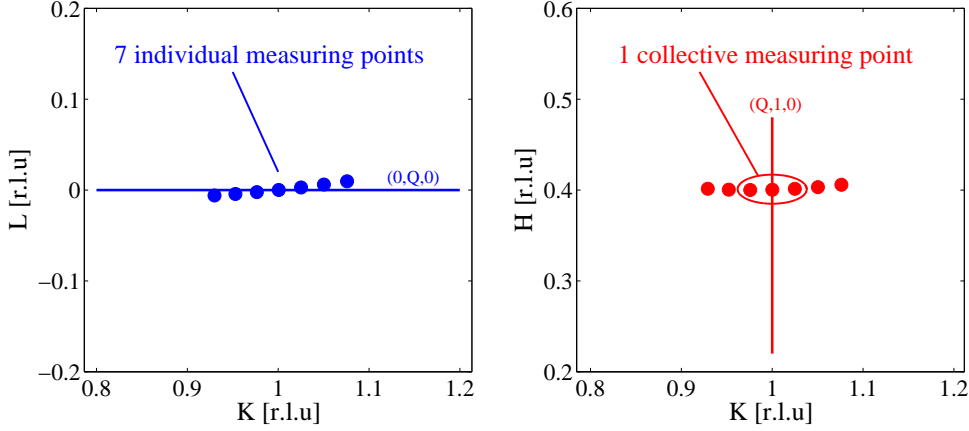 0.2
0.1
0
−0.1
−0.2
L [r.l.u]
7 individual measuring points
(0,Q,0)
0.8
0.9
1
1.1
1.2
K [r.l.u]
0.6
0.5
0.4
0.3
0.2
H [r.l.u]
1 collective measuring point
(Q,1,0)
0.8
0.9
1
1.1
1.2
K [r.l.u]